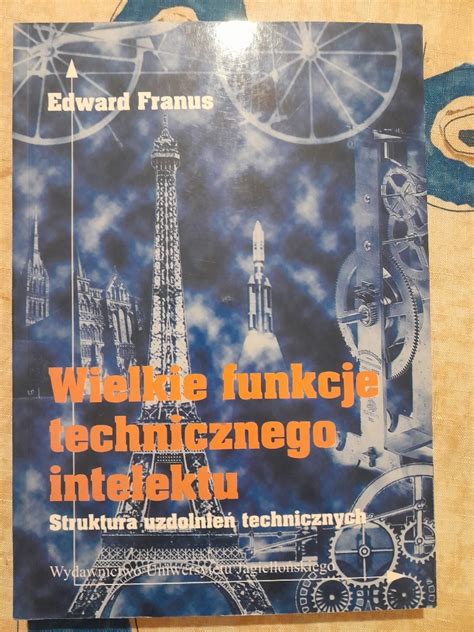 Edward Franus
Wielkie funkcje
technicznego
intelektu
Struktura uzdolnień technicznych
Wydawnictwo Uniwersytetu Jagiellońskiego